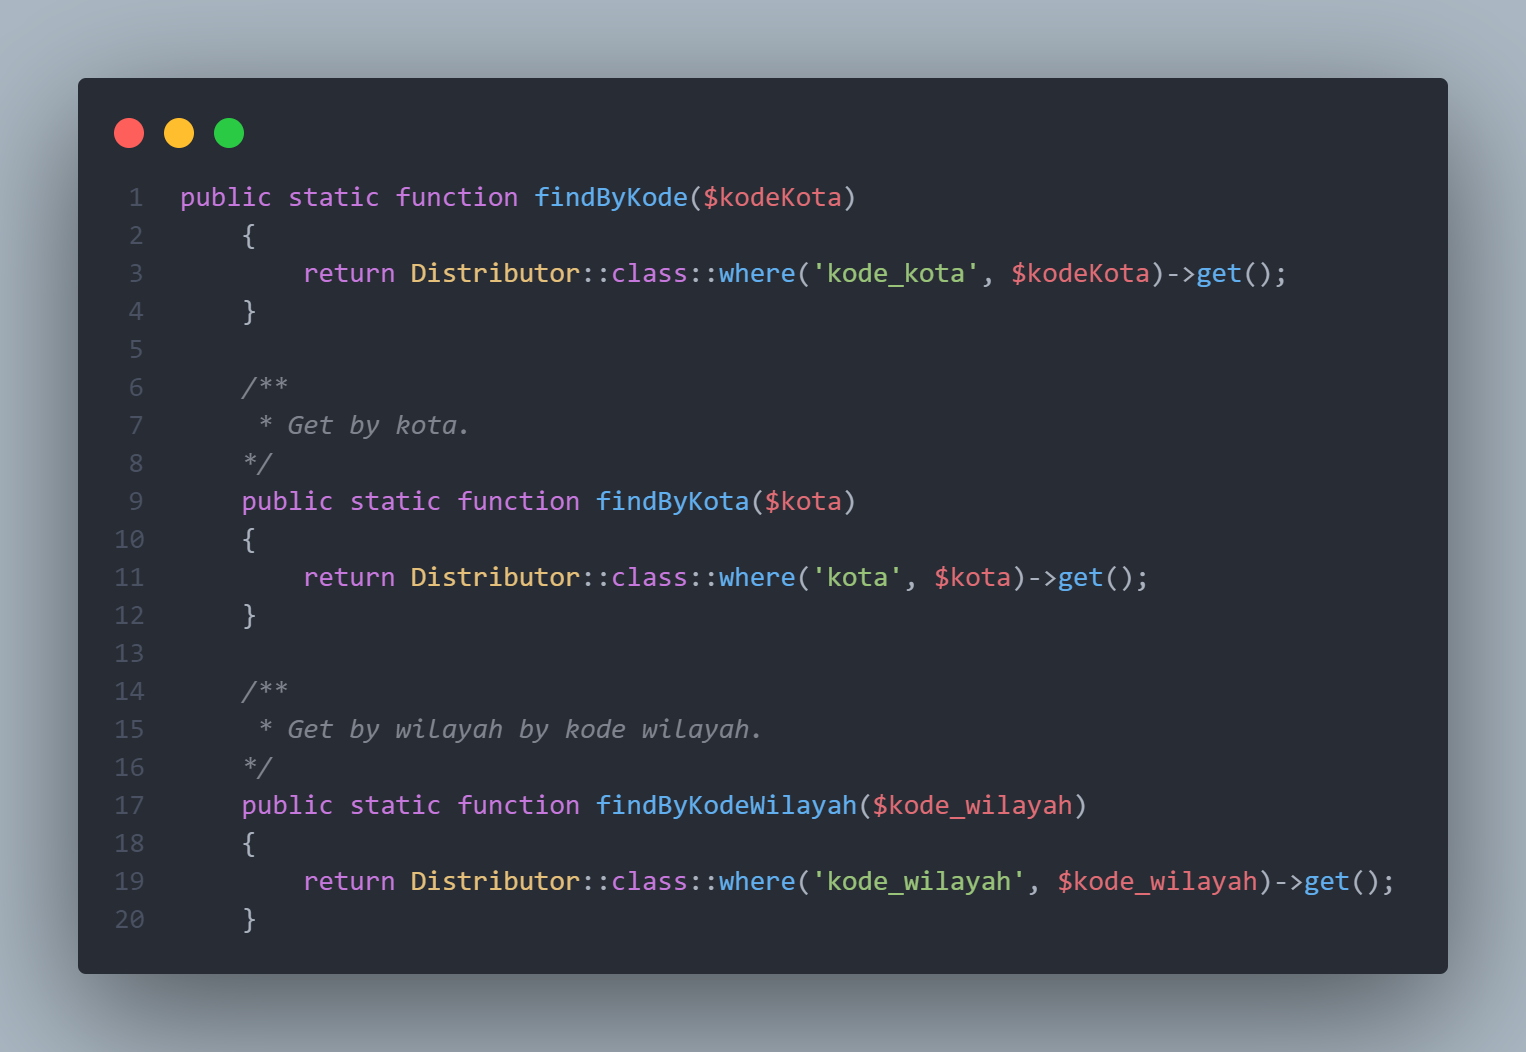 1 public static function findByKode($kodeKota)
2     {
3         return Distributor::class::where('kode_kota', $kodeKota)->get();
4     }
5
6     /**
7      * Get by kota.
8     */
9     public static function findByKota($kota)
10     {
11         return Distributor::class::where('kota', $kota)->get();
12     }
13
14     /**
15      * Get by wilayah by kode wilayah.
16     */
17     public static function findByKodeWilayah($kode_wilayah)
18     {
19         return Distributor::class::where('kode_wilayah', $kode_wilayah)->get();
20     }